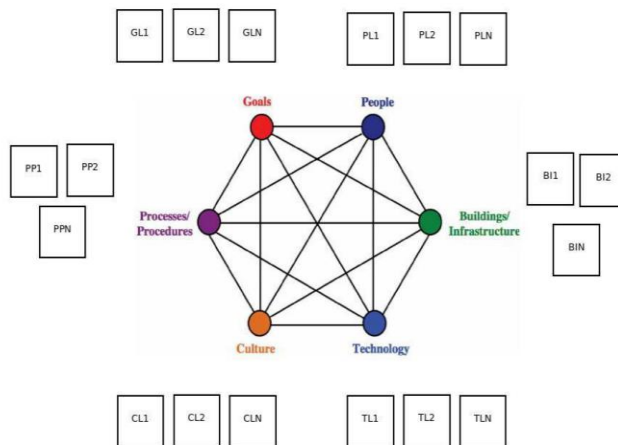 GL1 GL2 GLN PL1 PL2 PLN
Goals People
PP1 PP2
BI1 BI2
PPN
Processes/
Procedures
Buildings/
Infrastructure
BIN
Culture Technology
CL1 CL2 CLN TL1 TL2 TLN